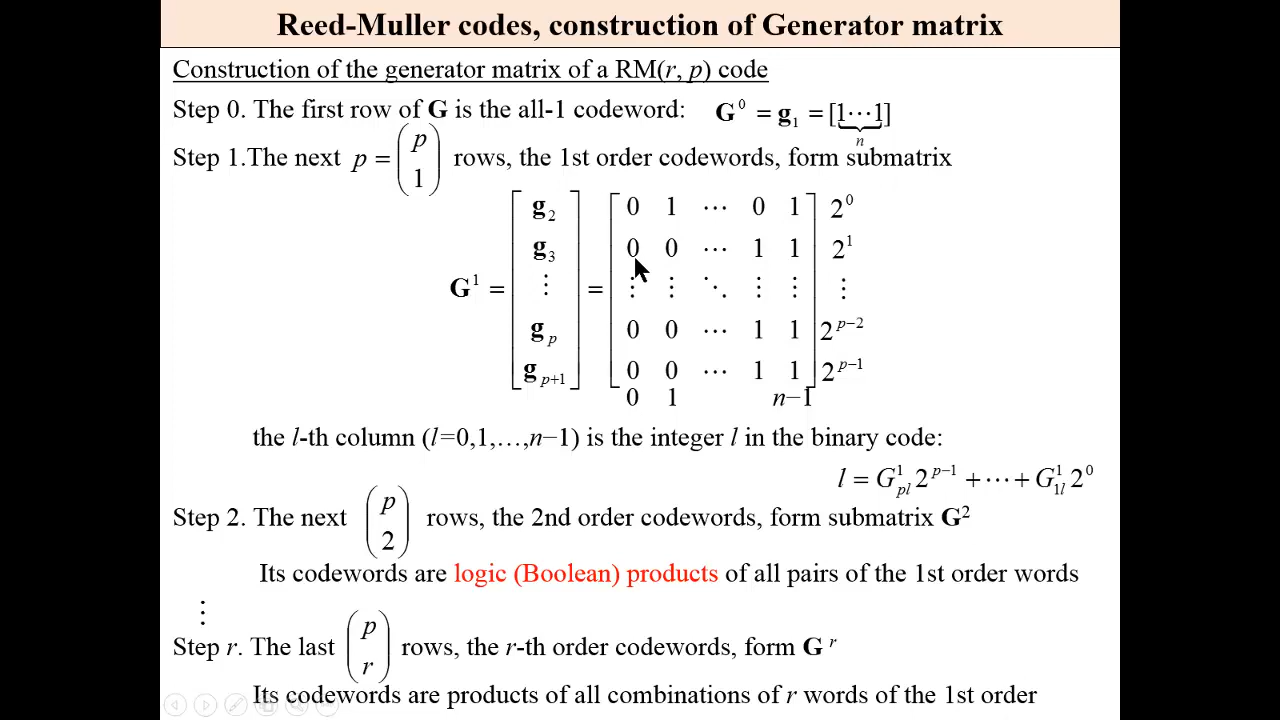 Reed-Muller codes, construction of Generator matrix
Construction of the generator matrix of a RM(r, p) code
Step 0. The first row of G is the all-1 codeword: G⁰ = g₁ = [1⋯1]
n
Step 1.The next p = (p 1) rows, the 1st order codewords, form submatrix
g₂ 0 1 ⋯ 0 1 2⁰
g₃ 0 0 ⋯ 1 1 2¹
G¹ = ⋮ = ⋮ ⋮ ⋱ ⋮ ⋮ ⋮
g_p 0 0 ⋯ 1 1 2^{p−2}
g_{p+1} 0 0 ⋯ 1 1 2^{p−1}
0 1 n−1
the l-th column (l=0,1,…,n−1) is the integer l in the binary code:
l = G¹_{pl} 2^{p−1} +⋯+ G¹_{1l} 2⁰
Step 2. The next (p 2) rows, the 2nd order codewords, form submatrix G²
Its codewords are logic (Boolean) products of all pairs of the 1st order words
⋮
Step r. The last (p r) rows, the r-th order codewords, form G ʳ
Its codewords are products of all combinations of r words of the 1st order